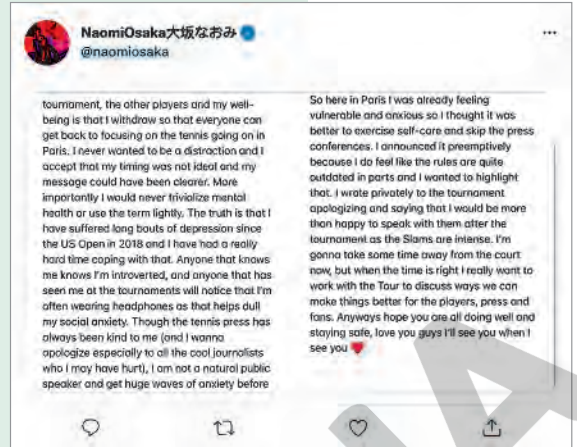 NaomiOsaka大坂なおみ
@naomiosaka
tournament, the other players and my well-
being is that I withdraw so that everyone can
get back to focusing on the tennis going on in
Paris. I never wanted to be a distraction and I
accept that my timing was not ideal and my
message could have been clearer. More
importantly I would never trivialize mental
health or use the term lightly. The truth is that I
have suffered long bouts of depression since
the US Open in 2018 and I have had a really
hard time coping with that. Anyone that knows
me knows I'm introverted, and anyone that has
seen me at the tournaments will notice that I'm
often wearing headphones as that helps dull
my social anxiety. Though the tennis press has
always been kind to me (and I wanna
apologize especially to all the cool journalists
who I may have hurt), I am not a natural public
speaker and get huge waves of anxiety before
So here in Paris I was already feeling
vulnerable and anxious so I thought it was
better to exercise self-care and skip the press
conferences. I announced it preemptively
because I do feel like the rules are quite
outdated in parts and I wanted to highlight
that. I wrote privately to the tournament
apologizing and saying that I would be more
than happy to speak with them after the
tournament as the Slams are intense. I'm
gonna take some time away from the court
now, but when the time is right I really want to
work with the Tour to discuss ways we can
make things better for the players, press and
fans. Anyways hope you are all doing well and
staying safe, love you guys I'll see you when I
see you ❤️